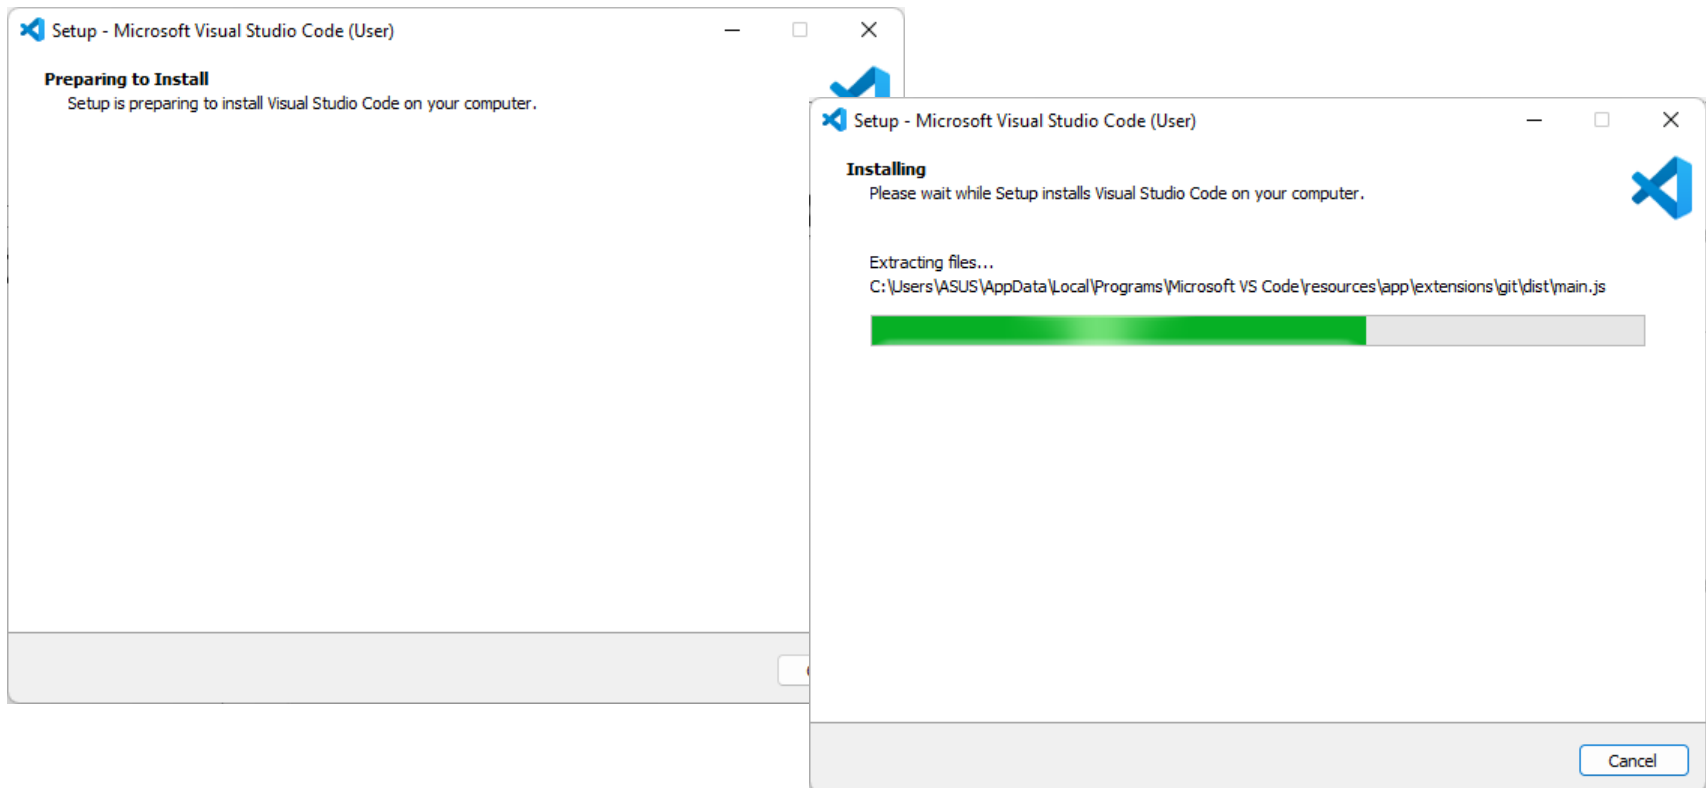 Setup - Microsoft Visual Studio Code (User)
Preparing to Install
Setup is preparing to install Visual Studio Code on your computer.
Setup - Microsoft Visual Studio Code (User)
Installing
Please wait while Setup installs Visual Studio Code on your computer.
Extracting files...
C:\Users\ASUS\AppData\Local\Programs\Microsoft VS Code\resources\app\extensions\git\dist\main.js
Cancel